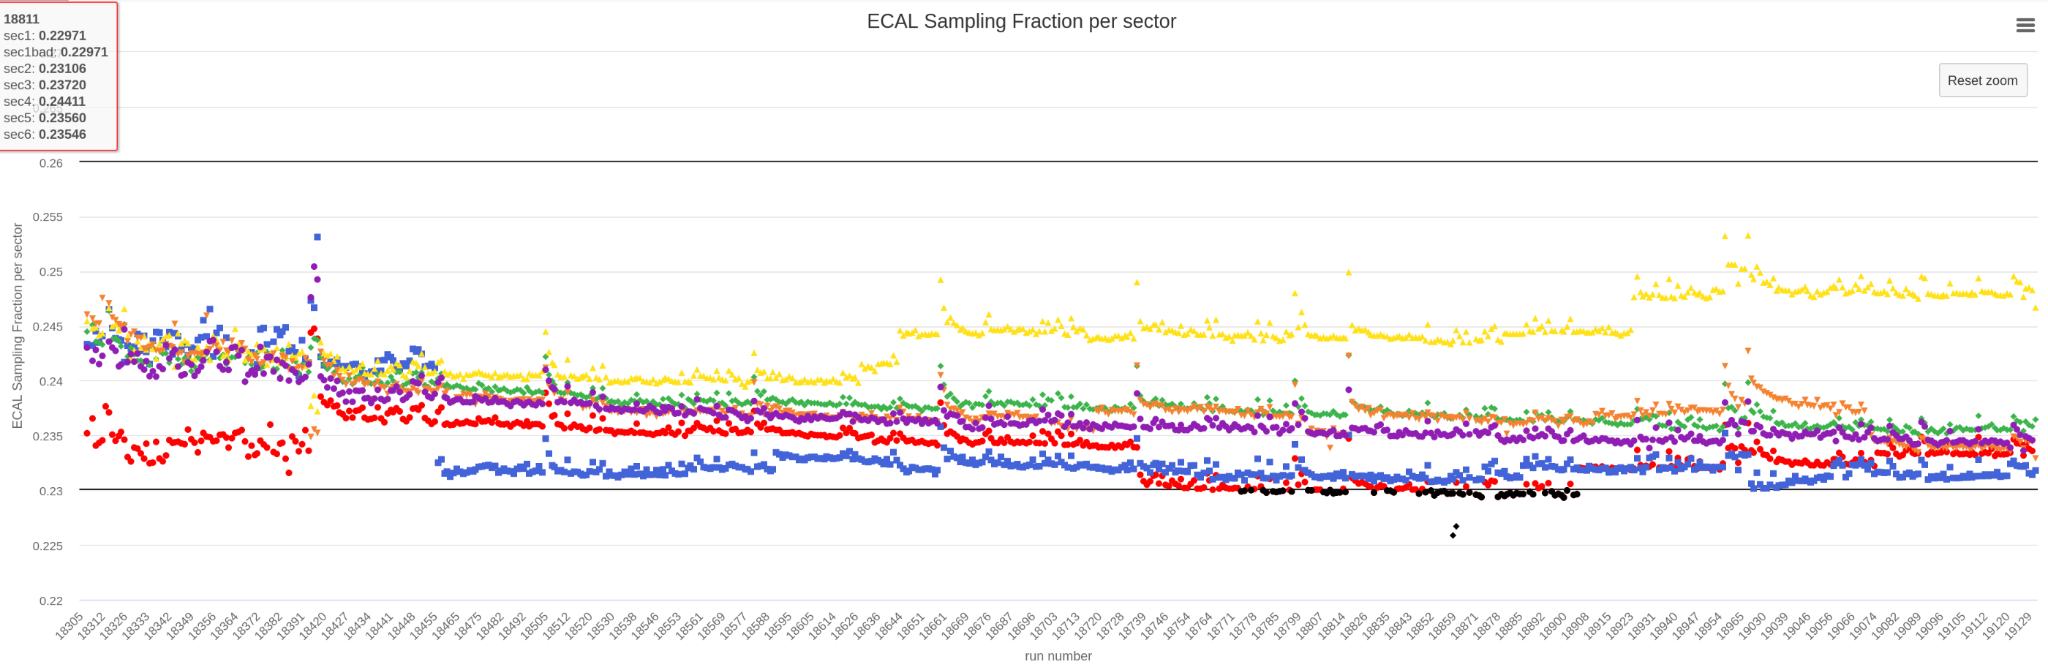 ECAL Sampling Fraction per sector
18811
sec1: 0.22971
sec1bad: 0.22971
sec2: 0.23106
sec3: 0.23720
sec4: 0.24411
sec5: 0.23560
sec6: 0.23546
Reset zoom
ECAL Sampling Fraction per sector
0.26
0.255
0.25
0.245
0.24
0.235
0.23
0.225
0.22
18305 18312 18326 18333 18342 18349 18356 18364 18372 18382 18391 18420 18427 18434 18441 18448 18455 18465 18475 18482 18492 18505 18512 18520 18530 18538 18546 18553 18561 18569 18577 18588 18595 18605 18614 18626 18636 18644 18651 18661 18669 18676 18687 18696 18703 18713 18720 18728 18739 18746 18754 18764 18771 18778 18785 18799 18807 18814 18826 18835 18843 18852 18859 18871 18878 18885 18892 18900 18908 18915 18923 18931 18940 18947 18954 18965 19030 19039 19046 19056 19066 19074 19082 19089 19096 19105 19112 19120 19129
run number